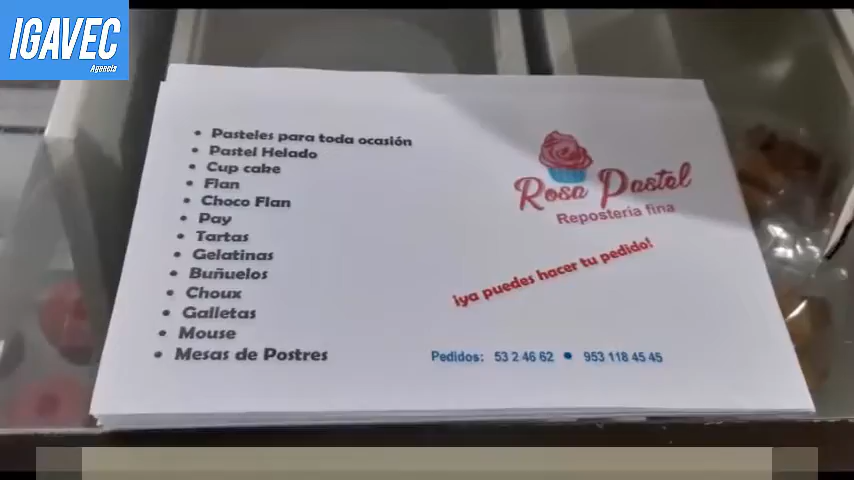 IGAVEC
Agencia
• Pasteles para toda ocasión
• Pastel Helado
• Cup cake
• Flan
• Choco Flan
• Pay
• Tartas
• Gelatinas
• Buñuelos
• Choux
• Galletas
• Mouse
• Mesas de Postres
Rosa Pastel
Repostería fina
¡ya puedes hacer tu pedido!
Pedidos: 53 2 46 62 • 953 118 45 45